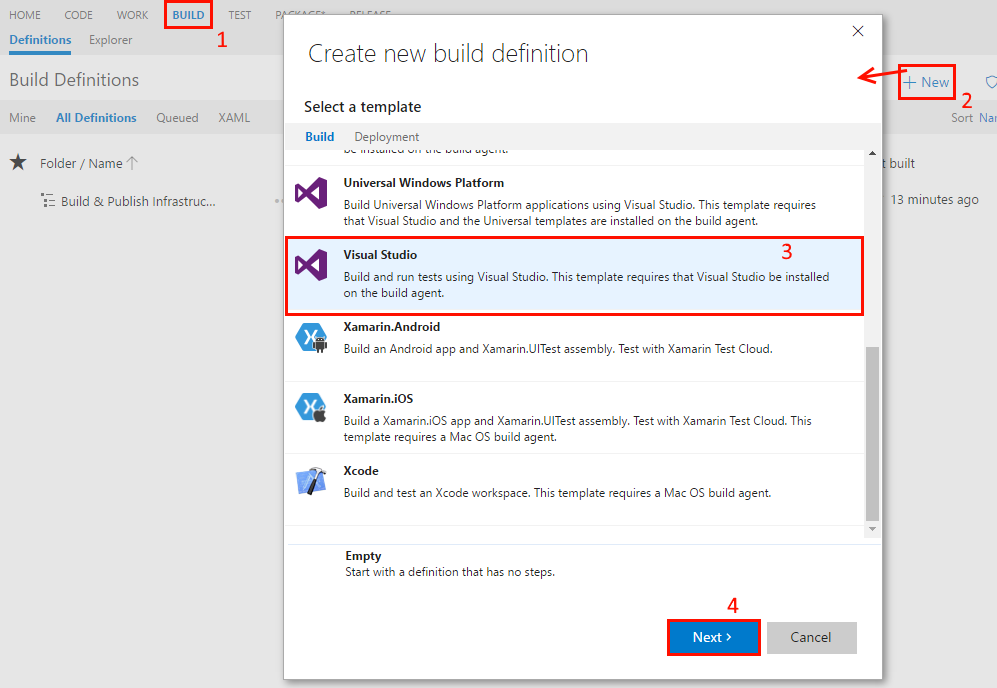 HOME CODE WORK BUILD TEST PACKAGE* RELEASE
1
Definitions Explorer
Build Definitions
+ New
2
Mine All Definitions Queued XAML
Sort
Folder / Name
built
Build & Publish Infrastruc...
13 minutes ago
Create new build definition
Select a template
Build Deployment
be installed on the build agent.
Universal Windows Platform
Build Universal Windows Platform applications using Visual Studio. This template requires
that Visual Studio and the Universal templates are installed on the build agent.
Visual Studio
3
Build and run tests using Visual Studio. This template requires that Visual Studio be installed
on the build agent.
Xamarin.Android
Build an Android app and Xamarin.UITest assembly. Test with Xamarin Test Cloud.
Xamarin.iOS
Build a Xamarin.iOS app and Xamarin.UITest assembly. Test with Xamarin Test Cloud. This
template requires a Mac OS build agent.
Xcode
Build and test an Xcode workspace. This template requires a Mac OS build agent.
Empty
Start with a definition that has no steps.
4
Next >
Cancel